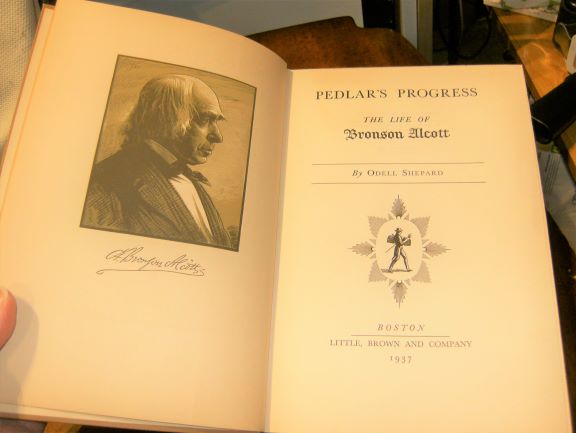 A. Bronson Alcott
PEDLAR'S PROGRESS
THE LIFE OF
Bronson Alcott
By ODELL SHEPARD
BOSTON
LITTLE, BROWN AND COMPANY
1937